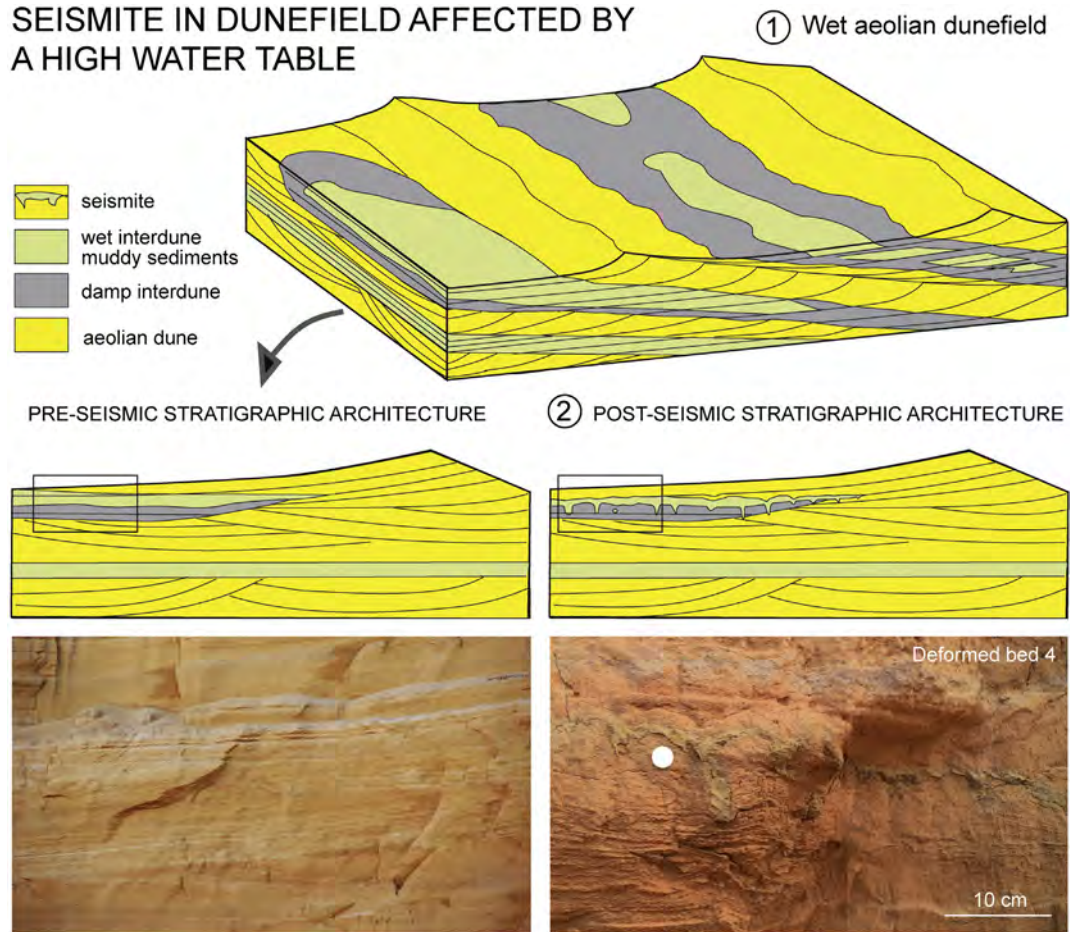 SEISMITE IN DUNEFIELD AFFECTED BY
A HIGH WATER TABLE
1 Wet aeolian dunefield
seismite
wet interdune
muddy sediments
damp interdune
aeolian dune
PRE-SEISMIC STRATIGRAPHIC ARCHITECTURE
2 POST-SEISMIC STRATIGRAPHIC ARCHITECTURE
Deformed bed 4
10 cm